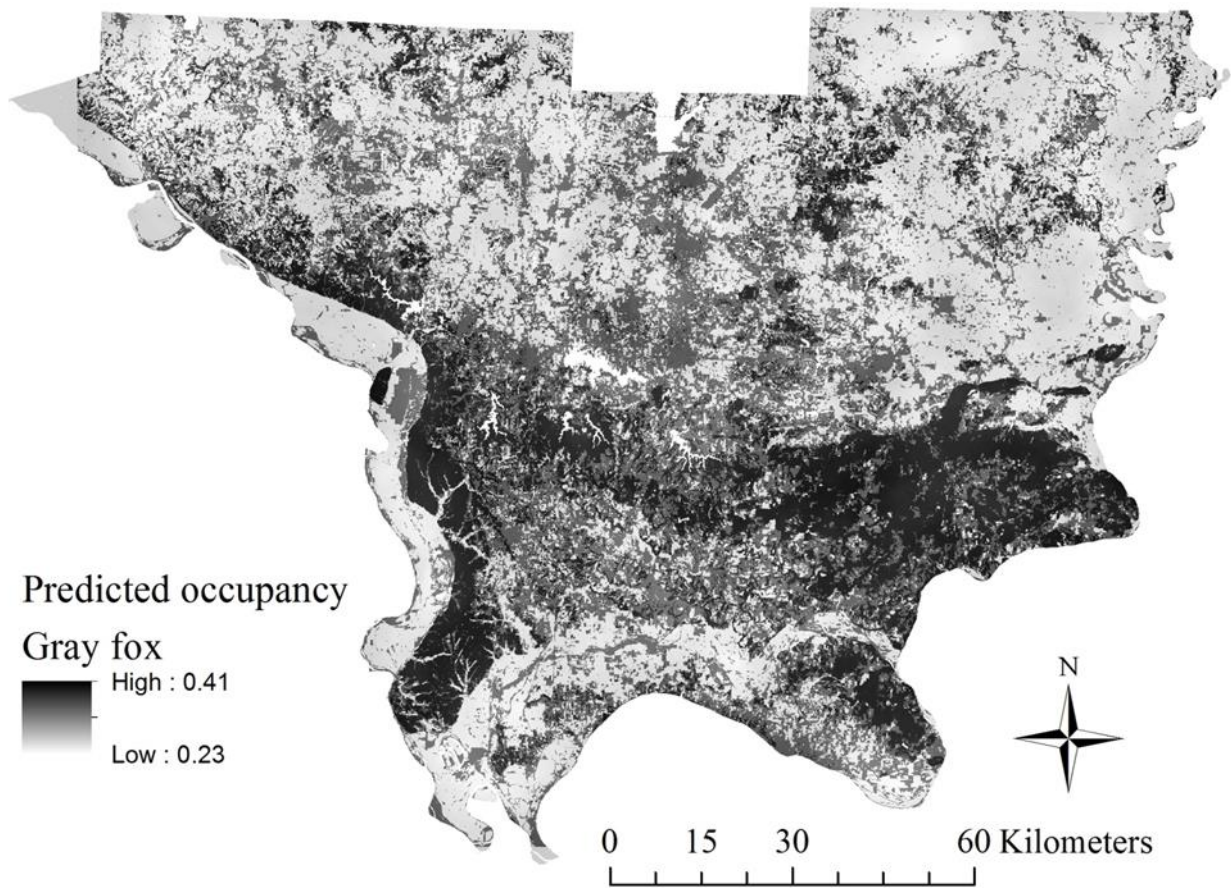 Predicted occupancy
Gray fox
High : 0.41
Low : 0.23
N
0 15 30 60 Kilometers